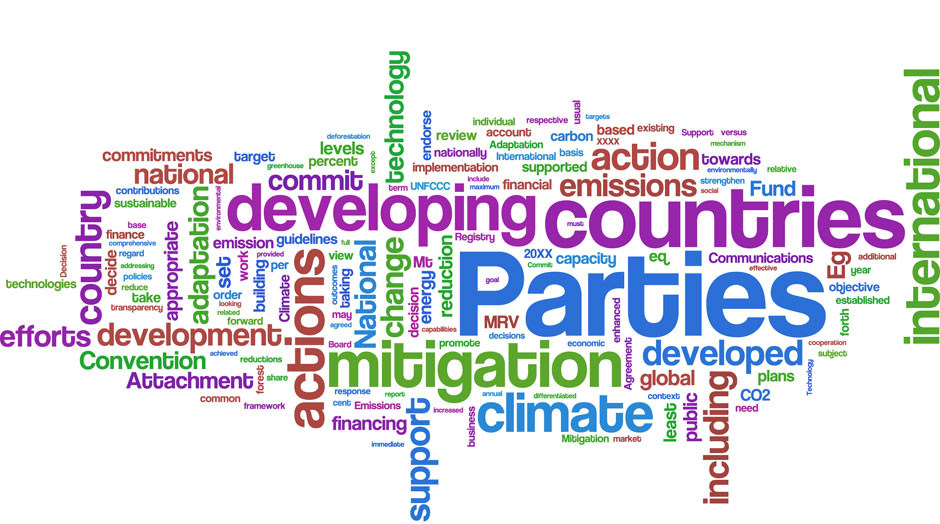 technology
international
deforestation
levels
greenhouse
percent
except
endorse
individual
respective
usual
targets
review
account
carbon
based
existing
Support
versus
nationally
Adaptation
xxxx
mechanism
International
basis
action
towards
commitments
target
national
commit
implementation
supported
environmentally
relative
include
term
UNFCCC
maximum
financial
emissions
social
strengthen
Fund
contributions
sustainable
country
adaptation
environmental
developing
countries
must
base
finance
comprehensive
regard
Decision
decide
addressing
technologies
policies
reduce
take
transparency
appropriate
emission
guidelines
full
provided
set
work
view
building
Climate
order
looking
related
forward
actions
outcomes
taking
may
agreed
National
change
Mt
decision
energy
reduction
Registry
goal
20XX
Commit
capacity
eq
Communications
effective
Eg
additional
year
objective
established
forth
Parties
MRV
capabilities
decisions
enhanced
efforts
development
Convention
achieved
reductions
Attachment
forest
share
common
framework
Board
promote
economic
mitigation
Agreement
developed
cooperation
subject
Technology
global
plans
response
report
annual
differentiated
context
CO2
need
cent
Emissions
increased
financing
immediate
support
business
climate
Mitigation
market
least
public
including